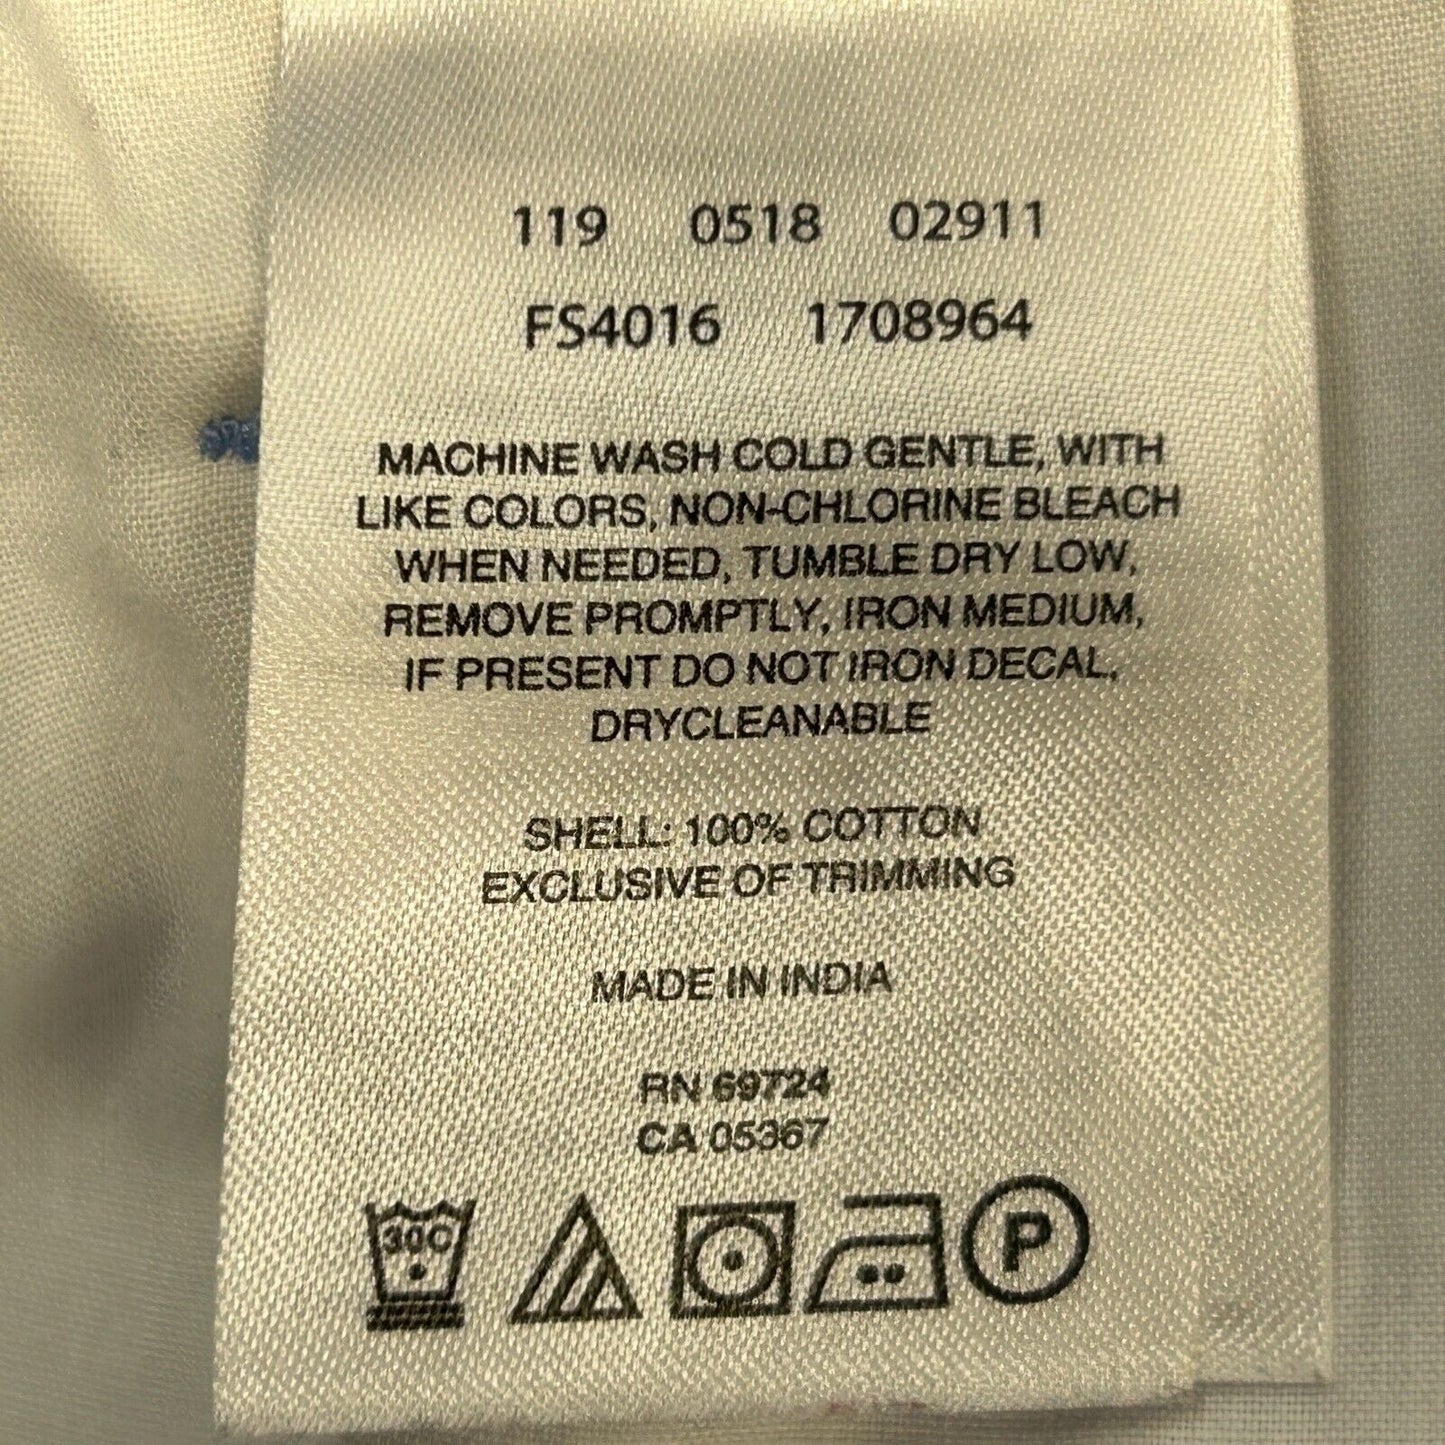 119 0518 02911
FS4016 1708964
MACHINE WASH COLD GENTLE, WITH
LIKE COLORS, NON-CHLORINE BLEACH
WHEN NEEDED, TUMBLE DRY LOW,
REMOVE PROMPTLY, IRON MEDIUM,
IF PRESENT DO NOT IRON DECAL,
DRYCLEANABLE
SHELL: 100% COTTON
EXCLUSIVE OF TRIMMING
MADE IN INDIA
RN 69724
CA 05367
30C P